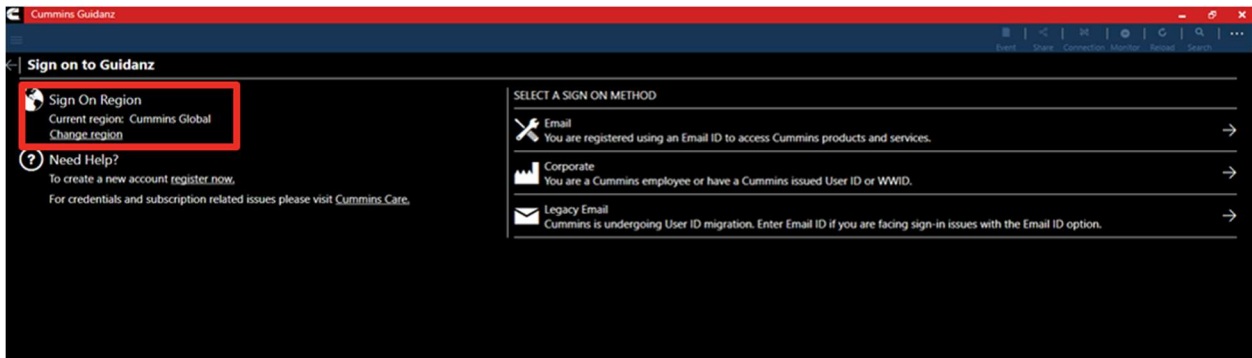 Cummins Guidanz
Event Share Connection Monitor Reload Search
Sign on to Guidanz
Sign On Region
Current region: Cummins Global
Change region
Need Help?
To create a new account register now.
For credentials and subscription related issues please visit Cummins Care.
SELECT A SIGN ON METHOD
Email
You are registered using an Email ID to access Cummins products and services.
Corporate
You are a Cummins employee or have a Cummins issued User ID or WWID.
Legacy Email
Cummins is undergoing User ID migration. Enter Email ID if you are facing sign-in issues with the Email ID option.